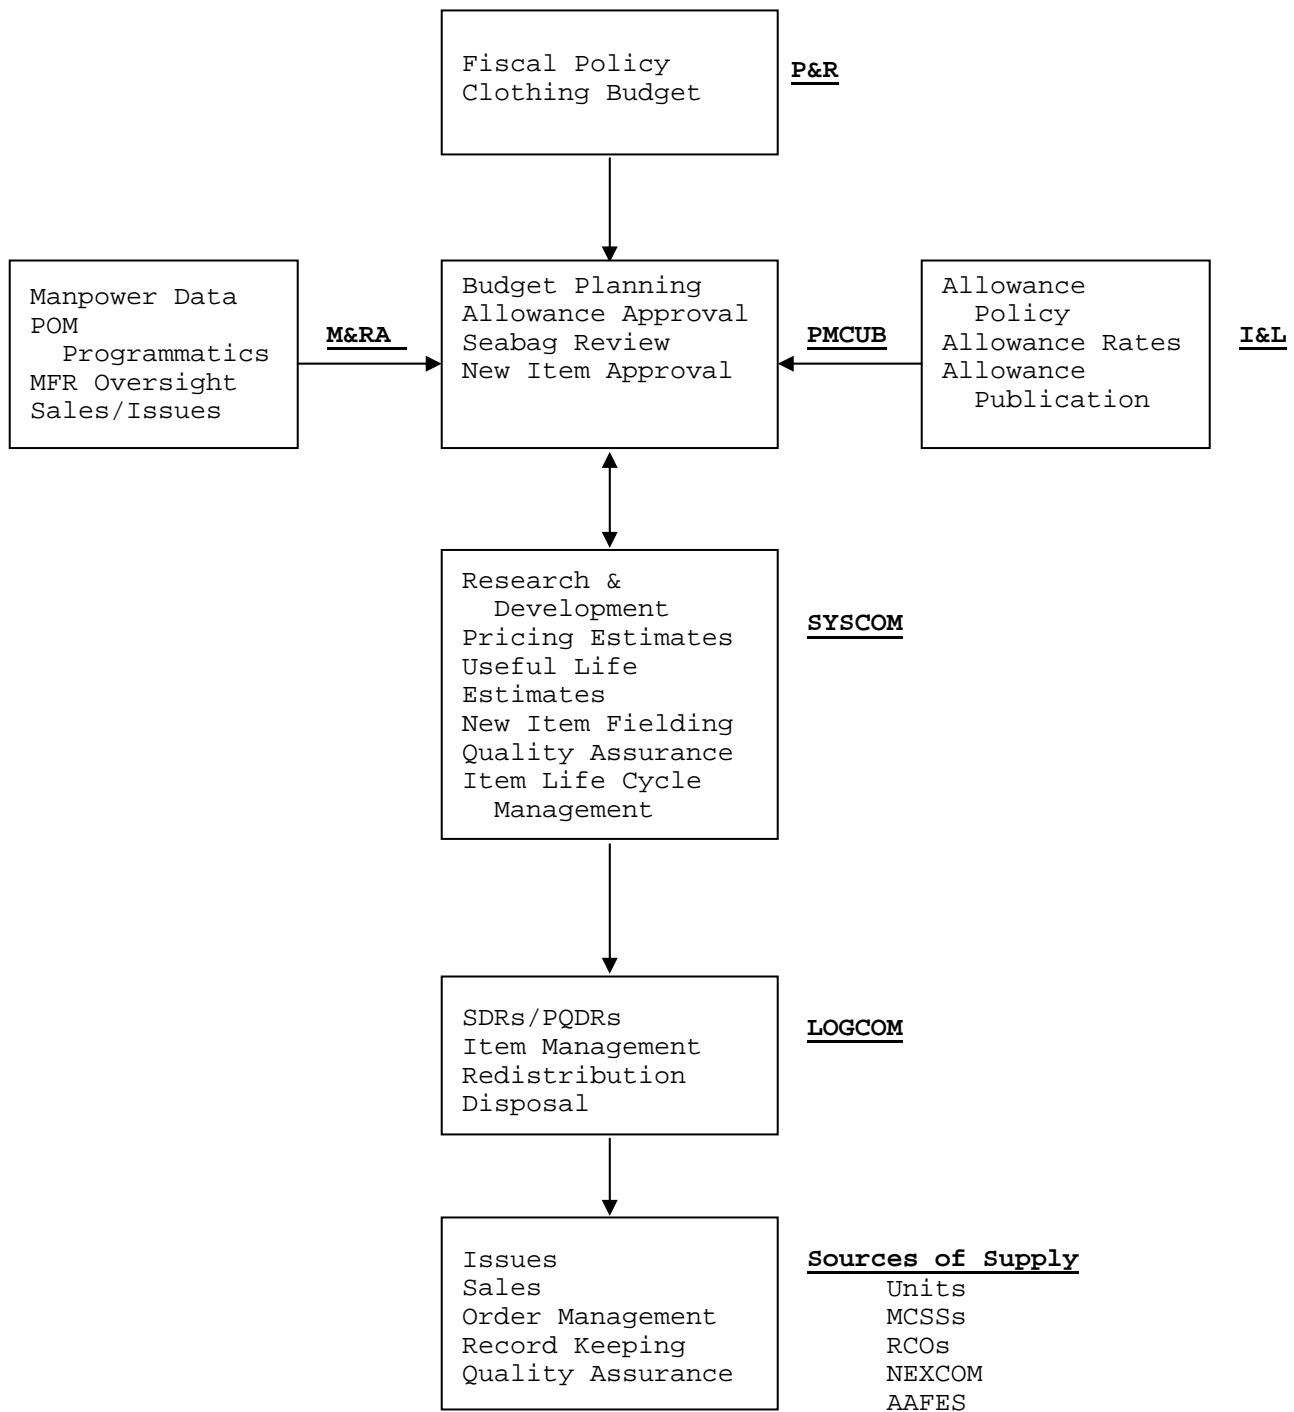 Fiscal Policy
Clothing Budget
P&R
Manpower Data
POM
Programmatics
MFR Oversight
Sales/Issues
M&RA
Budget Planning
Allowance Approval
Seabag Review
New Item Approval
PMCUB
Allowance
Policy
Allowance Rates
Allowance
Publication
I&L
Research &
Development
Pricing Estimates
Useful Life
Estimates
New Item Fielding
Quality Assurance
Item Life Cycle
Management
SYSCOM
SDRs/PQDRs
Item Management
Redistribution
Disposal
LOGCOM
Issues
Sales
Order Management
Record Keeping
Quality Assurance
Sources of Supply
Units
MCSSs
RCOs
NEXCOM
AAFES